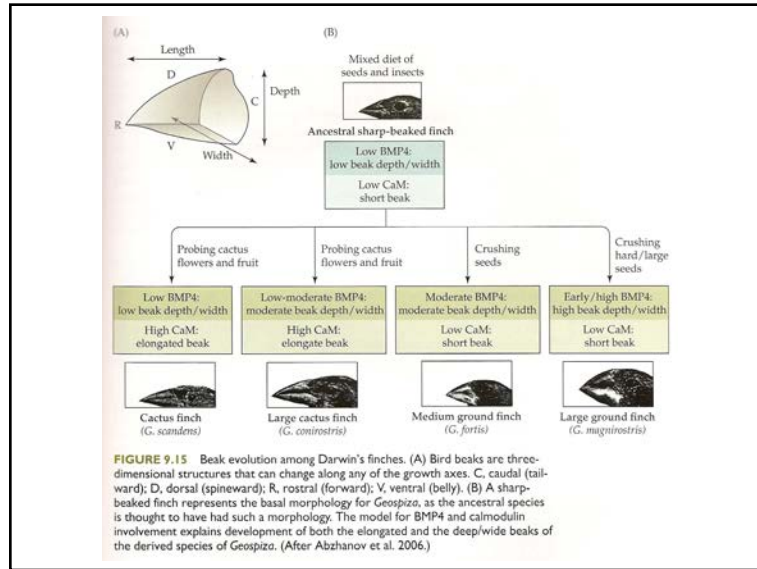 (A)
Length
D
Depth
C
R
V
Width
(B)
Mixed diet of
seeds and insects
Ancestral sharp-beaked finch
Low BMP4:
low beak depth/width
Low CaM:
short beak
Probing cactus
flowers and fruit
Probing cactus
flowers and fruit
Crushing
seeds
Crushing
hard/large
seeds
Low BMP4:
low beak depth/width
High CaM:
elongated beak
Low-moderate BMP4:
moderate beak depth/width
High CaM:
elongate beak
Moderate BMP4:
moderate beak depth/width
Low CaM:
short beak
Early/high BMP4:
high beak depth/width
Low CaM:
short beak
Cactus finch
(G. scandens)
Large cactus finch
(G. conirostris)
Medium ground finch
(G. fortis)
Large ground finch
(G. magnirostris)
FIGURE 9.15 Beak evolution among Darwin's finches. (A) Bird beaks are three-
dimensional structures that can change along any of the growth axes. C, caudal (tail-
ward); D, dorsal (spineward); R, rostral (forward); V, ventral (belly). (B) A sharp-
beaked finch represents the basal morphology for Geospiza, as the ancestral species
is thought to have had such a morphology. The model for BMP4 and calmodulin
involvement explains development of both the elongated and the deep/wide beaks of
the derived species of Geospiza. (After Abzhanov et al. 2006.)